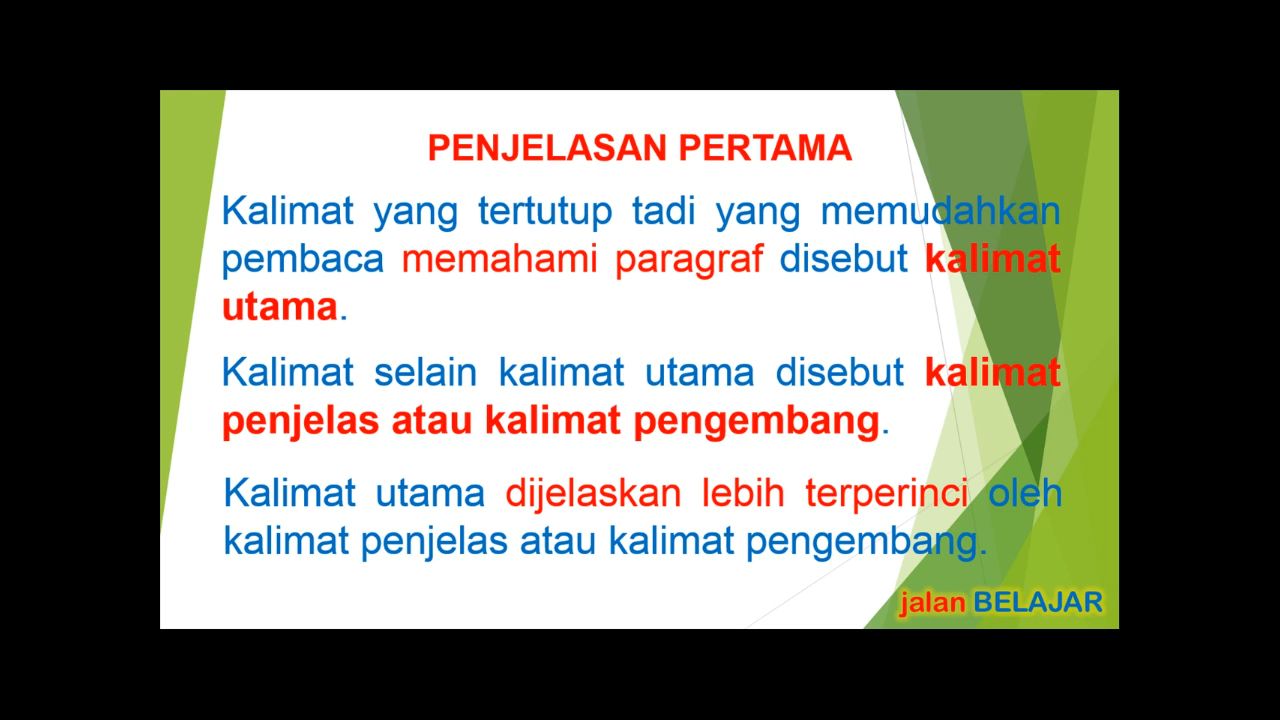 PENJELASAN PERTAMA
Kalimat yang tertutup tadi yang memudahkan
pembaca memahami paragraf disebut kalimat
utama.
Kalimat selain kalimat utama disebut kalimat
penjelas atau kalimat pengembang.
Kalimat utama dijelaskan lebih terperinci oleh
kalimat penjelas atau kalimat pengembang.
jalan BELAJAR